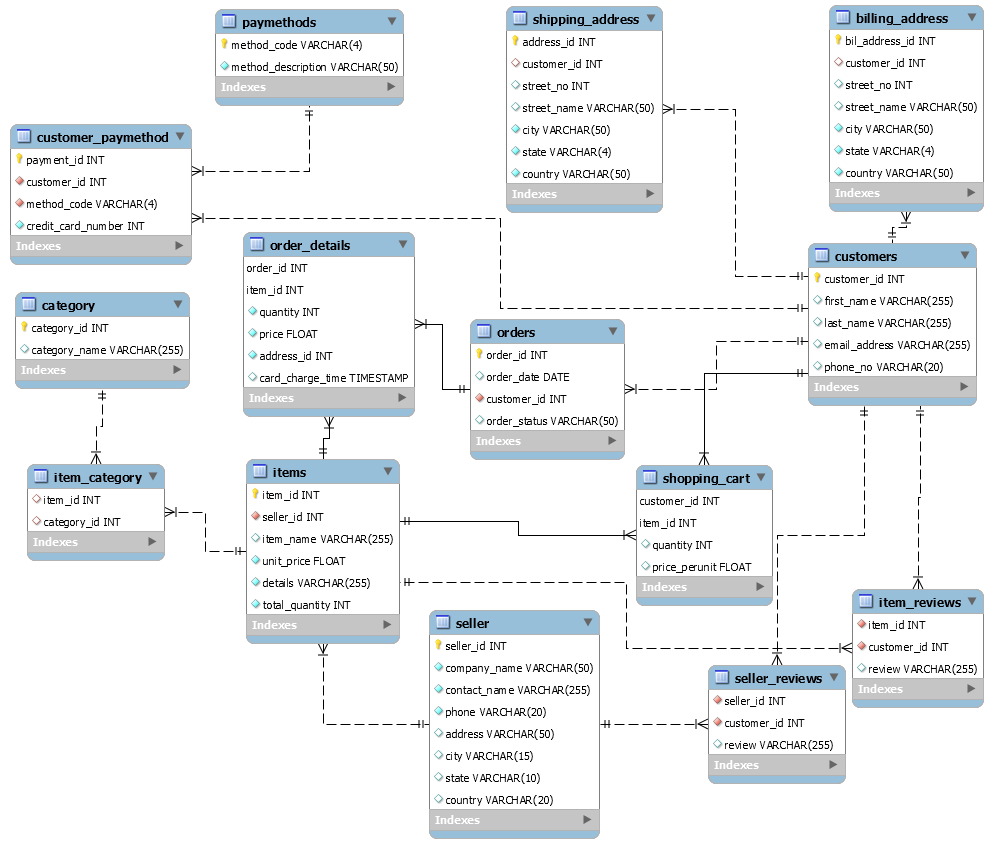 paymethods
method_code VARCHAR(4)
method_description VARCHAR(50)
Indexes
shipping_address
address_id INT
customer_id INT
street_no INT
street_name VARCHAR(50)
city VARCHAR(50)
state VARCHAR(4)
country VARCHAR(50)
Indexes
billing_address
bil_address_id INT
customer_id INT
street_no INT
street_name VARCHAR(50)
city VARCHAR(50)
state VARCHAR(4)
country VARCHAR(50)
Indexes
customer_paymethod
payment_id INT
customer_id INT
method_code VARCHAR(4)
credit_card_number INT
Indexes
order_details
order_id INT
item_id INT
quantity INT
price FLOAT
address_id INT
card_charge_time TIMESTAMP
Indexes
customers
customer_id INT
first_name VARCHAR(255)
last_name VARCHAR(255)
email_address VARCHAR(255)
phone_no VARCHAR(20)
Indexes
category
category_id INT
category_name VARCHAR(255)
Indexes
orders
order_id INT
order_date DATE
customer_id INT
order_status VARCHAR(50)
Indexes
item_category
item_id INT
category_id INT
Indexes
items
item_id INT
seller_id INT
item_name VARCHAR(255)
unit_price FLOAT
details VARCHAR(255)
total_quantity INT
Indexes
shopping_cart
customer_id INT
item_id INT
quantity INT
price_perunit FLOAT
Indexes
seller
seller_id INT
company_name VARCHAR(50)
contact_name VARCHAR(255)
phone VARCHAR(20)
address VARCHAR(50)
city VARCHAR(15)
state VARCHAR(10)
country VARCHAR(20)
Indexes
item_reviews
item_id INT
customer_id INT
review VARCHAR(255)
Indexes
seller_reviews
seller_id INT
customer_id INT
review VARCHAR(255)
Indexes